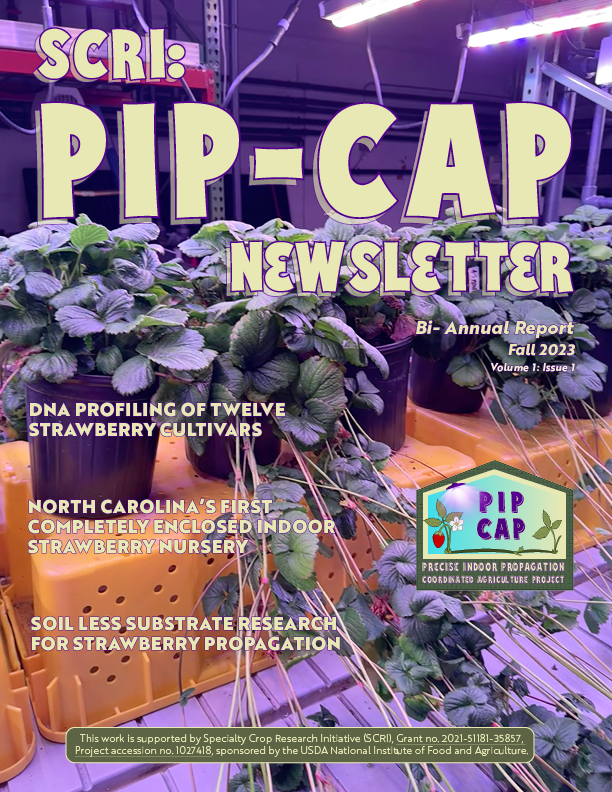 SCRI:
PIP-CAP
NEWSLETTER
Bi- Annual Report
Fall 2023
Volume 1: Issue 1
DNA PROFILING OF TWELVE
STRAWBERRY CULTIVARS
NORTH CAROLINA'S FIRST
COMPLETELY ENCLOSED INDOOR
STRAWBERRY NURSERY
PIP
CAP
PRECISE INDOOR PROPAGATION
COORDINATED AGRICULTURE PROJECT
SOIL LESS SUBSTRATE RESEARCH
FOR STRAWBERRY PROPAGATION
This work is supported by Specialty Crop Research Initiative (SCRI), Grant no. 2021-51181-35857,
Project accession no. 1027418, sponsored by the USDA National Institute of Food and Agriculture.